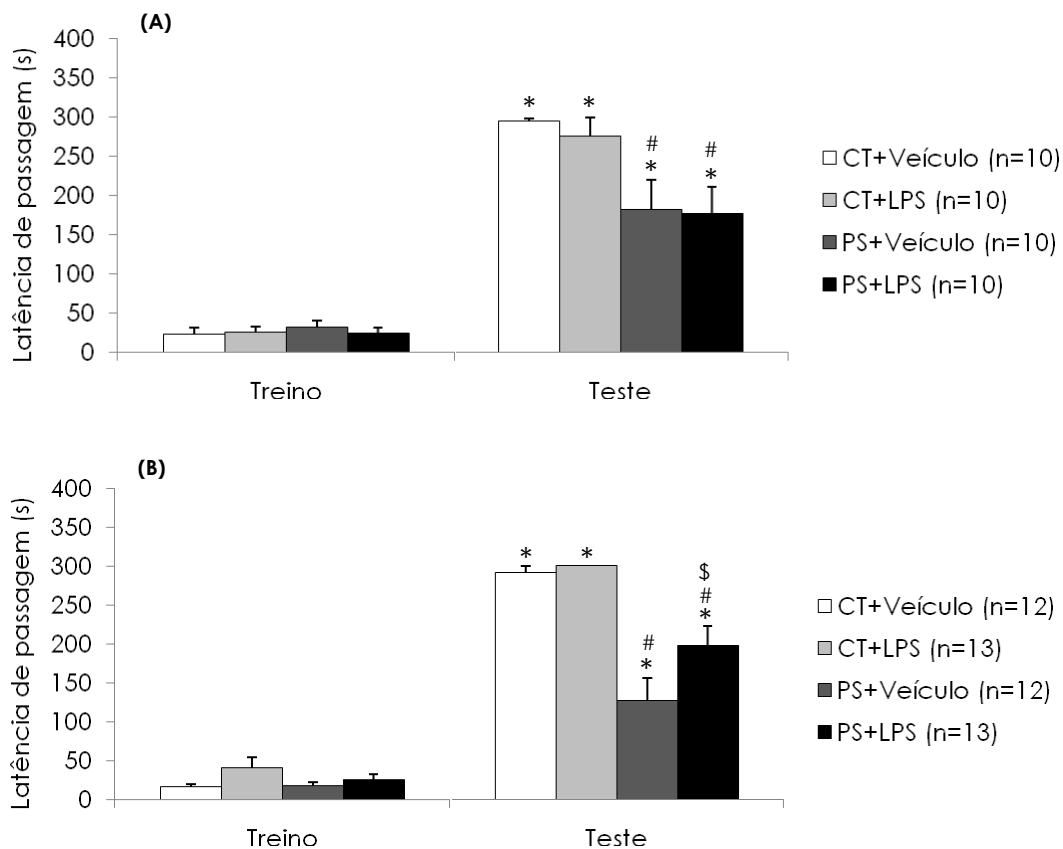 (A)
Latência de passagem (s)
400
350
300
250
200
150
100
50
0
* * # * # *
Treino Teste
CT+Veículo (n=10)
CT+LPS (n=10)
PS+Veículo (n=10)
PS+LPS (n=10)
(B)
Latência de passagem (s)
400
350
300
250
200
150
100
50
0
* * # * $ # *
Treino Teste
CT+Veículo (n=12)
CT+LPS (n=13)
PS+Veículo (n=12)
PS+LPS (n=13)